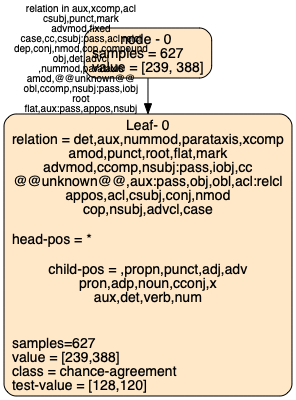 relation in aux,xcomp,acl
csubj,punct,mark
advmod,fixed
case,cc,csubj:pass,acl:relcl
dep,conj,nmod,cop,compound
obj,det,advcl
,nummod,parataxis
amod,@@unknown@@
obl,ccomp,nsubj:pass,iobj
root
flat,aux:pass,appos,nsubj
node - 0
samples = 627
value = [239, 388]
Leaf- 0
relation = det,aux,nummod,parataxis,xcomp
amod,punct,root,flat,mark
advmod,ccomp,nsubj:pass,iobj,cc
@@unknown@@,aux:pass,obj,obl,acl:relcl
appos,acl,csubj,conj,nmod
cop,nsubj,advcl,case
head-pos = *
child-pos = ,propn,punct,adj,adv
pron,adp,noun,cconj,x
aux,det,verb,num
samples=627
value = [239,388]
class = chance-agreement
test-value = [128,120]